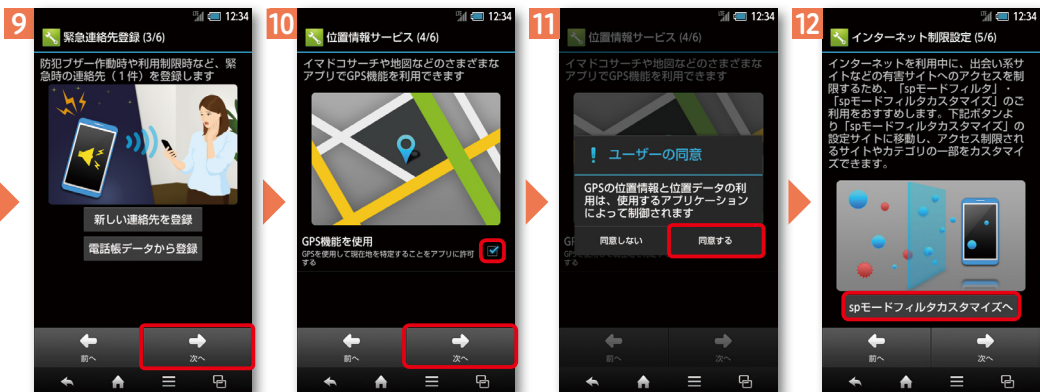 9
12:34
緊急連絡先登録 (3/6)
防犯ブザー作動時や利用制限時など、緊
急時の連絡先（１件）を登録します
新しい連絡先を登録
電話帳データから登録
前へ
次へ
10
12:34
位置情報サービス (4/6)
イマドコサーチや地図などのさまざまな
アプリでGPS機能を利用できます
GPS機能を使用
GPSを使用して現在地を特定することをアプリに許可
する
前へ
次へ
11
12:34
位置情報サービス (4/6)
イマドコサーチや地図などのさまざまな
アプリでGPS機能を利用できます
! ユーザーの同意
GPSの位置情報と位置データの利
用は、使用するアプリケーション
によって制御されます
同意しない
同意する
する
前へ
次へ
12
12:34
インターネット制限設定 (5/6)
インターネットを利用中に、出会い系サ
イトなどの有害サイトへのアクセスを制
限するため、「spモードフィルタ」・
「spモードフィルタカスタマイズ」のご
利用をおすすめします。下記ボタンよ
り「spモードフィルタカスタマイズ」の
設定サイトに移動し、アクセス制限され
るサイトやカテゴリの一部をカスタマイ
ズできます。
spモードフィルタカスタマイズへ
前へ
次へ